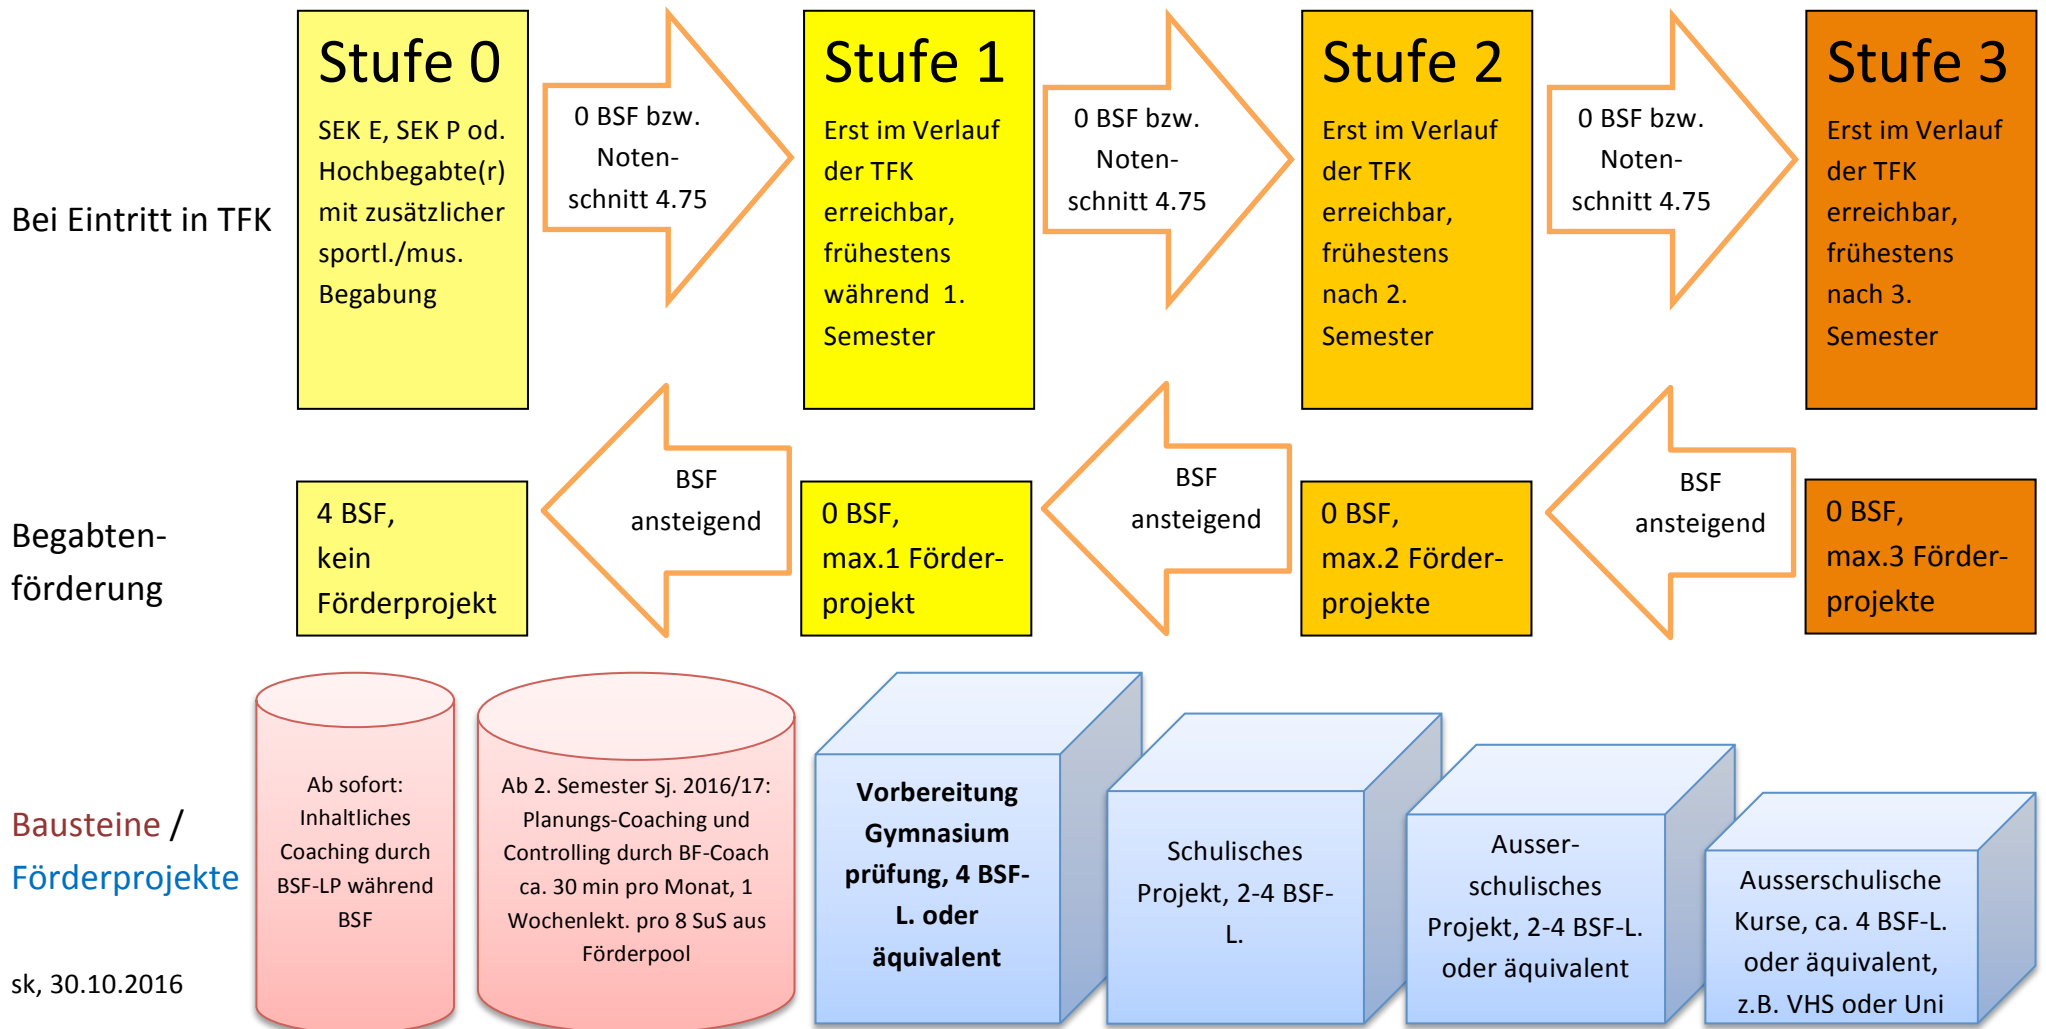 Stufe 0
SEK E, SEK P od.
Hochbegabte(r)
mit zusätzlicher
sportl./mus.
Begabung
0 BSF bzw.
Noten-
schnitt 4.75
Stufe 1
Erst im Verlauf
der TFK
erreichbar,
frühestens
während  1.
Semester
0 BSF bzw.
Noten-
schnitt 4.75
Stufe 2
Erst im Verlauf
der TFK
erreichbar,
frühestens
nach 2.
Semester
0 BSF bzw.
Noten-
schnitt 4.75
Stufe 3
Erst im Verlauf
der TFK
erreichbar,
frühestens
nach 3.
Semester
Bei Eintritt in TFK
Begabten-
förderung
4 BSF,
kein
Förderprojekt
BSF
ansteigend
0 BSF,
max.1 Förder-
projekt
BSF
ansteigend
0 BSF,
max.2 Förder-
projekte
BSF
ansteigend
0 BSF,
max.3 Förder-
projekte
Bausteine /
Förderprojekte
Ab sofort:
Inhaltliches
Coaching durch
BSF-LP während
BSF
Ab 2. Semester Sj. 2016/17:
Planungs-Coaching und
Controlling durch BF-Coach
ca. 30 min pro Monat, 1
Wochenlekt. pro 8 SuS aus
Förderpool
Vorbereitung
Gymnasium
prüfung, 4 BSF-
L. oder
äquivalent
Schulisches
Projekt, 2-4 BSF-
L.
Ausser-
schulisches
Projekt, 2-4 BSF-L.
oder äquivalent
Ausserschulische
Kurse, ca. 4 BSF-L.
oder äquivalent,
z.B. VHS oder Uni
sk, 30.10.2016